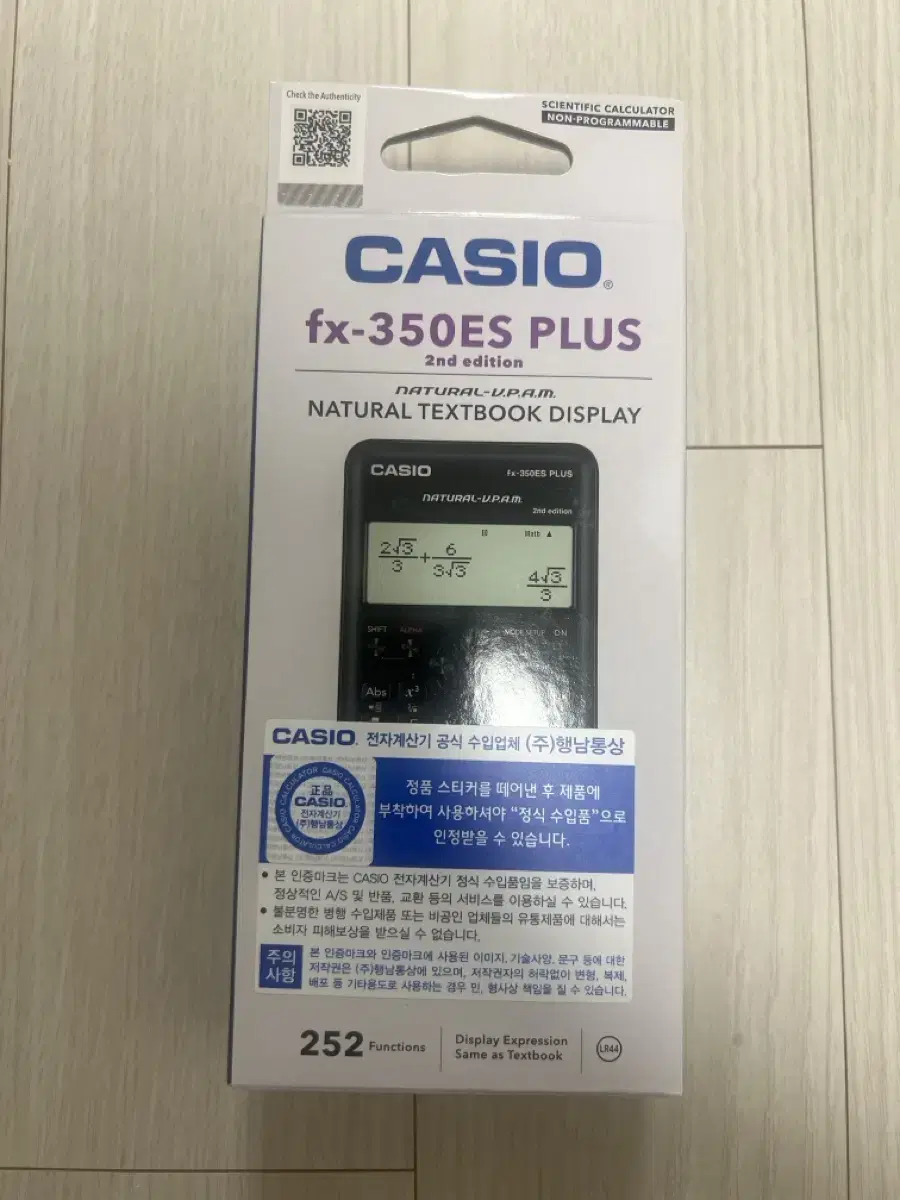 Check the Authenticity
SCIENTIFIC CALCULATOR
NON-PROGRAMMABLE
CASIO®
fx-350ES PLUS
2nd edition
NATURAL-V.P.A.M.
NATURAL TEXTBOOK DISPLAY
CASIO fx-350ES PLUS
NATURAL-V.P.A.M.
2nd edition
Math ▲
2√3/3 + 6/3√3
4√3/3
SHIFT ALPHA MODE SETUP ON
Abs x³
CASIO. 전자계산기 공식 수입업체 (주)행남통상
CALCULATOR CASIO CALCULATOR
正品
CASIO
전자계산기
(주)행남통상
정품 스티커를 떼어낸 후 제품에
부착하여 사용하셔야 “정식 수입품”으로
인정받을 수 있습니다.
• 본 인증마크는 CASIO 전자계산기 정식 수입품임을 보증하며,
정상적인 A/S 및 반품, 교환 등의 서비스를 이용하실 수 있습니다.
• 불분명한 병행 수입제품 또는 비공인 업체들의 유통제품에 대해서는
소비자 피해보상을 받으실 수 없습니다.
주의
사항
본 인증마크와 인증마크에 사용된 이미지, 기술사양, 문구 등에 대한
저작권은 (주)행남통상에 있으며, 저작권자의 허락없이 변형, 복제,
배포 등 기타용도로 사용하는 경우 민, 형사상 책임을 질 수 있습니다.
252 Functions
Display Expression
Same as Textbook
LR44